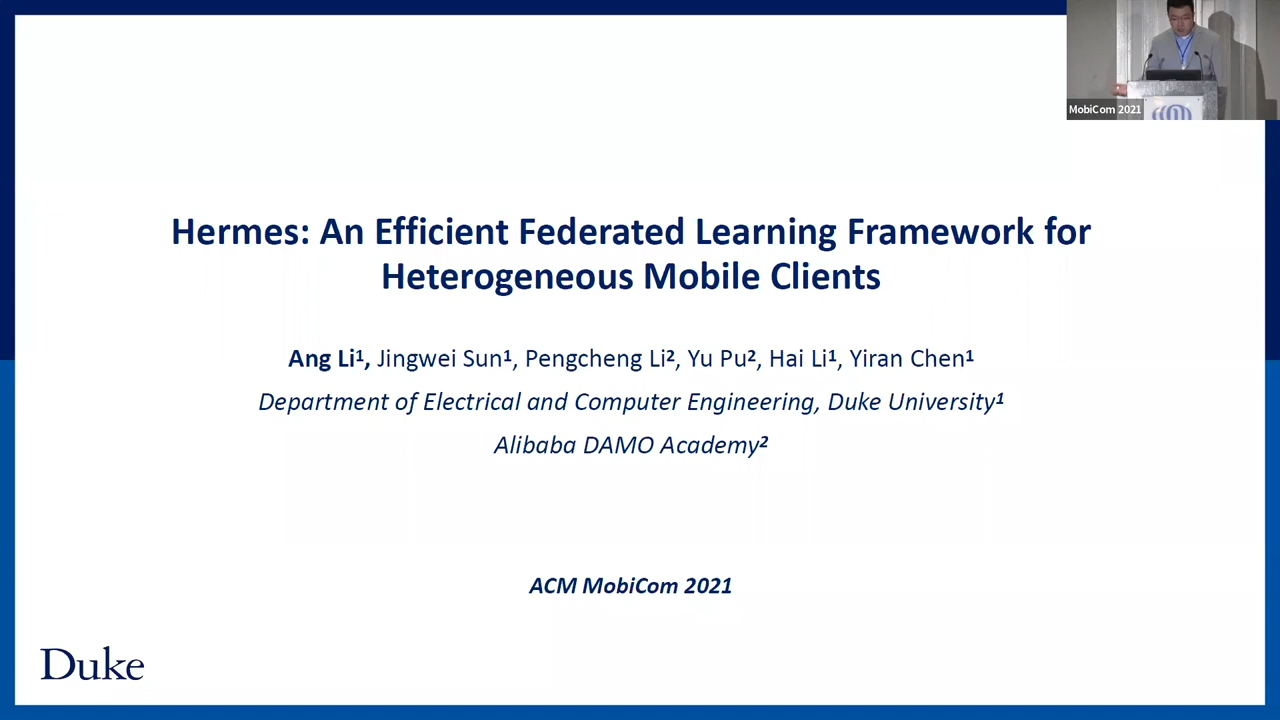 MobiCom 2021
Hermes: An Efficient Federated Learning Framework for
Heterogeneous Mobile Clients
Ang Li¹, Jingwei Sun¹, Pengcheng Li², Yu Pu², Hai Li¹, Yiran Chen¹
Department of Electrical and Computer Engineering, Duke University¹
Alibaba DAMO Academy²
ACM MobiCom 2021
Duke